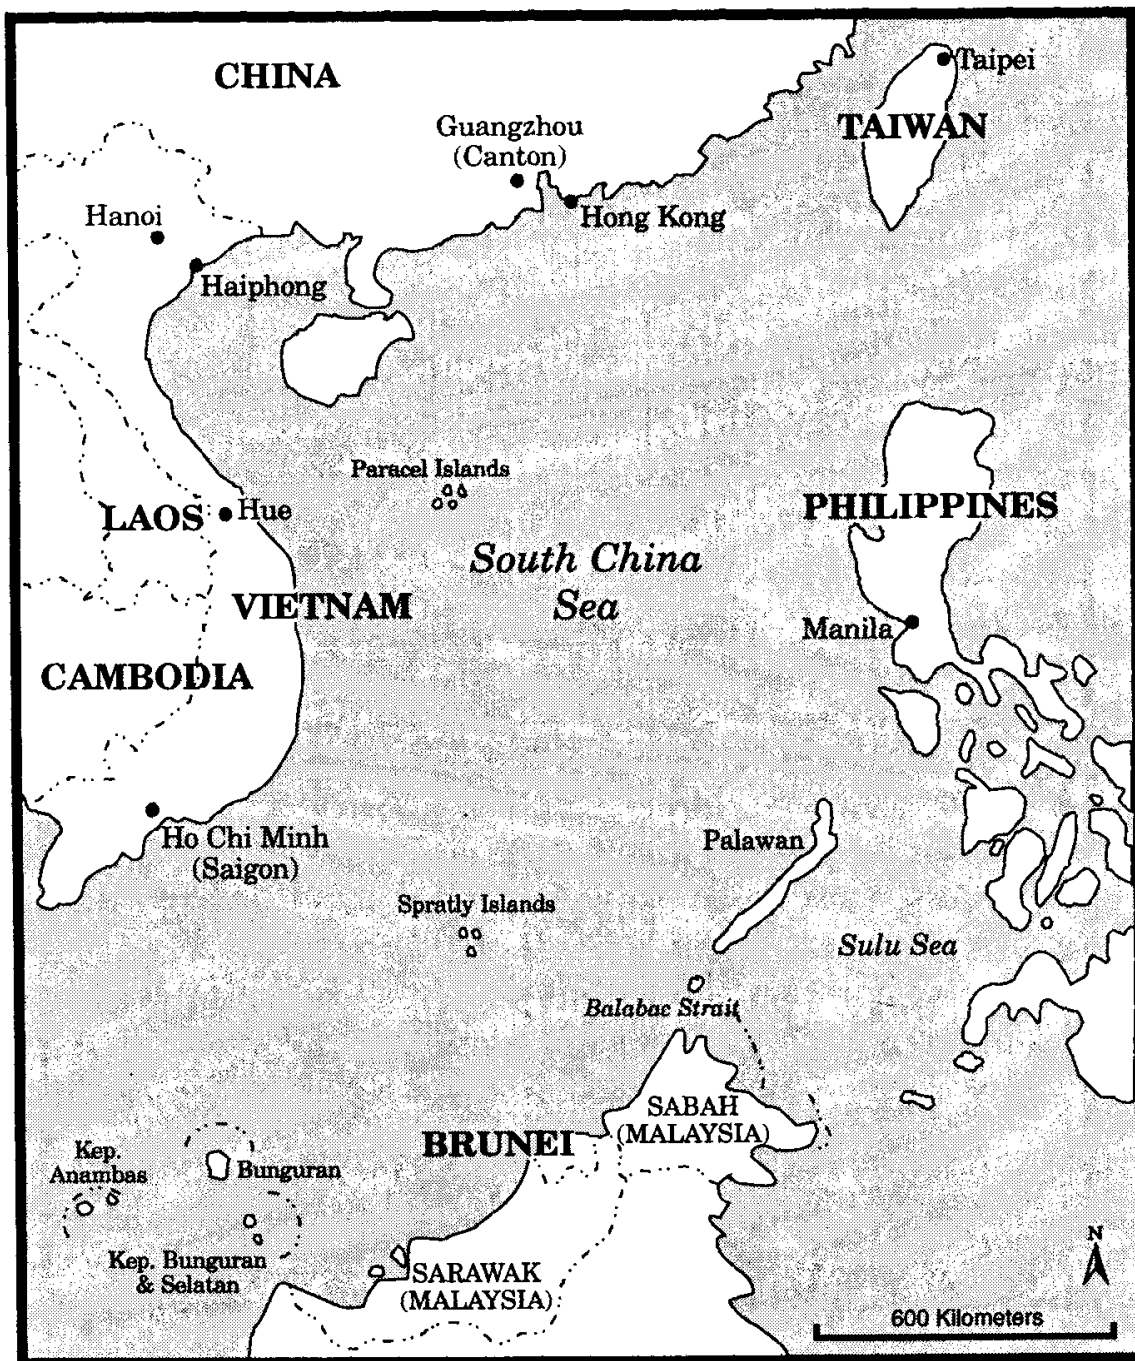 CHINA
Taipei
TAIWAN
Guangzhou
(Canton)
Hong Kong
Hanoi
Haiphong
Paracel Islands
LAOS
Hue
PHILIPPINES
South China
Sea
VIETNAM
Manila
CAMBODIA
Ho Chi Minh
(Saigon)
Palawan
Spratly Islands
Sulu Sea
Balabac Strait
SABAH
(MALAYSIA)
BRUNEI
Kep.
Anambas
Bunguran
Kep. Bunguran
& Selatan
SARAWAK
(MALAYSIA)
N
600 Kilometers